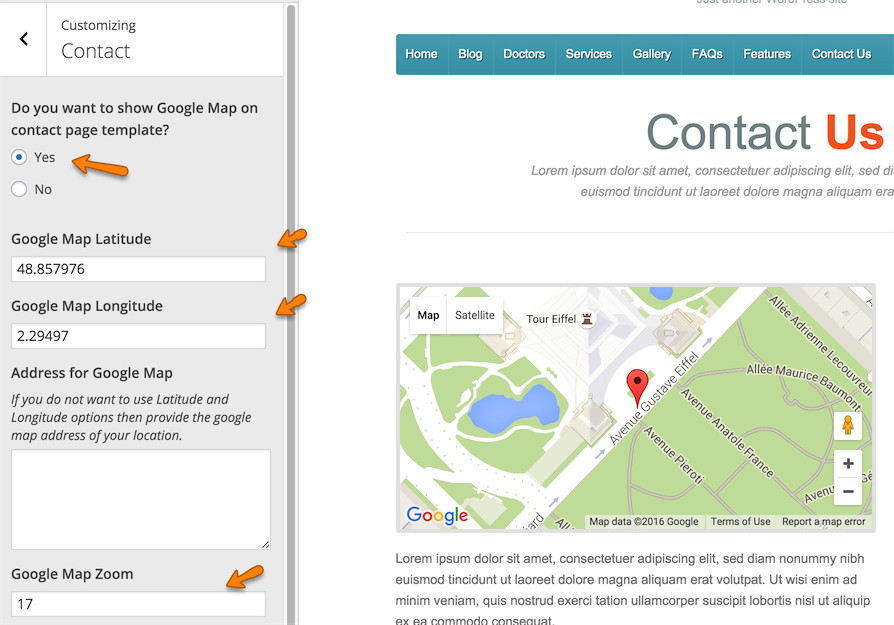 Customizing
Contact
Do you want to show Google Map on
contact page template?
Yes
No
Google Map Latitude
48.857976
Google Map Longitude
2.29497
Address for Google Map
If you do not want to use Latitude and
Longitude options then provide the google
map address of your location.
Google Map Zoom
17
Just another WordPress site
Home Blog Doctors Services Gallery FAQs Features Contact Us
Contact Us
Lorem ipsum dolor sit amet, consectetuer adipiscing elit, sed di
euismod tincidunt ut laoreet dolore magna aliquam era
Map Satellite
Tour Eiffel
Allée Adrienne Lecouvreur
Allée Maurice Baumont
Avenue Gustave Eiffel
Avenue Anatole France
Avenue Pieroti
Avenu
All
Google
Map data ©2016 Google Terms of Use Report a map error
Lorem ipsum dolor sit amet, consectetuer adipiscing elit, sed diam nonummy nibh
euismod tincidunt ut laoreet dolore magna aliquam erat volutpat. Ut wisi enim ad
minim veniam, quis nostrud exerci tation ullamcorper suscipit lobortis nisl ut aliquip
ex ea commodo consequat.